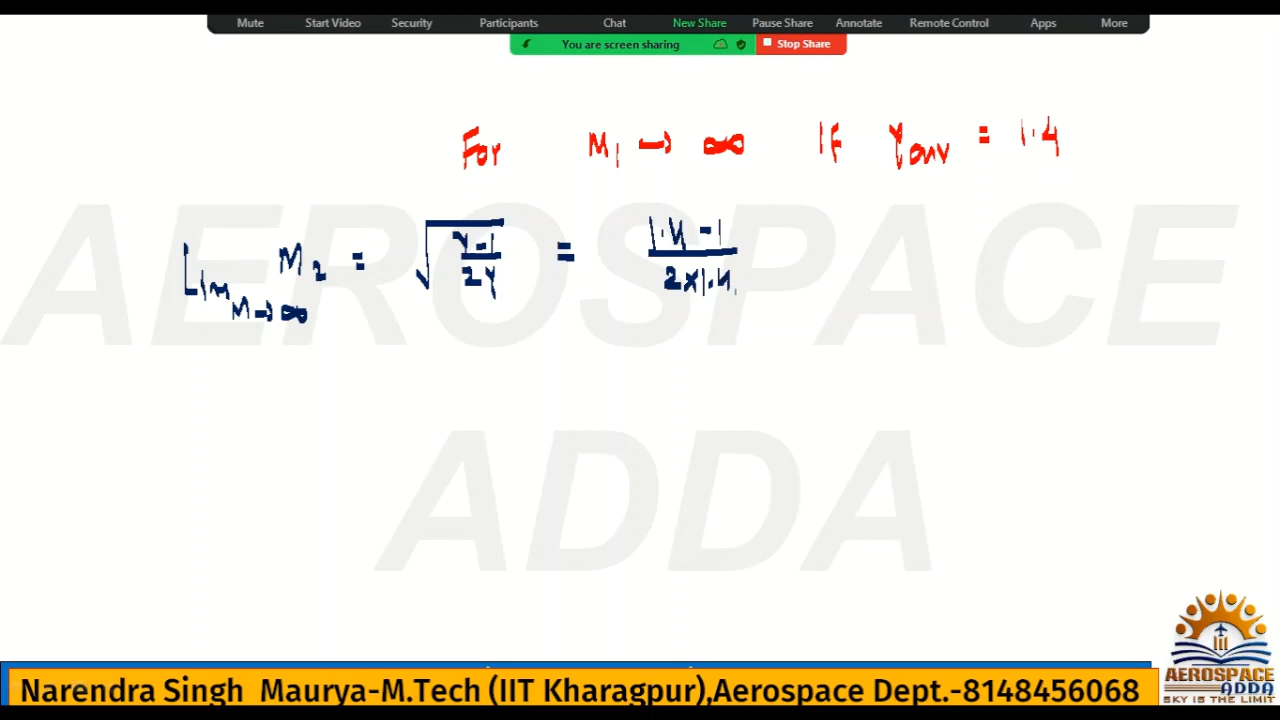 Mute Start Video Security Participants Chat New Share Pause Share Annotate Remote Control Apps More
You are screen sharing Stop Share
For M₁ → ∞ If γ = 1.4
Lim M→∞ M₂ = √((γ-1)/(2γ)) = (1.4-1)/(2×1.4)
AEROSPACE
ADDA
AEROSPACE
ADDA
SKY IS THE LIMIT
Narendra Singh Maurya-M.Tech (IIT Kharagpur),Aerospace Dept.-8148456068